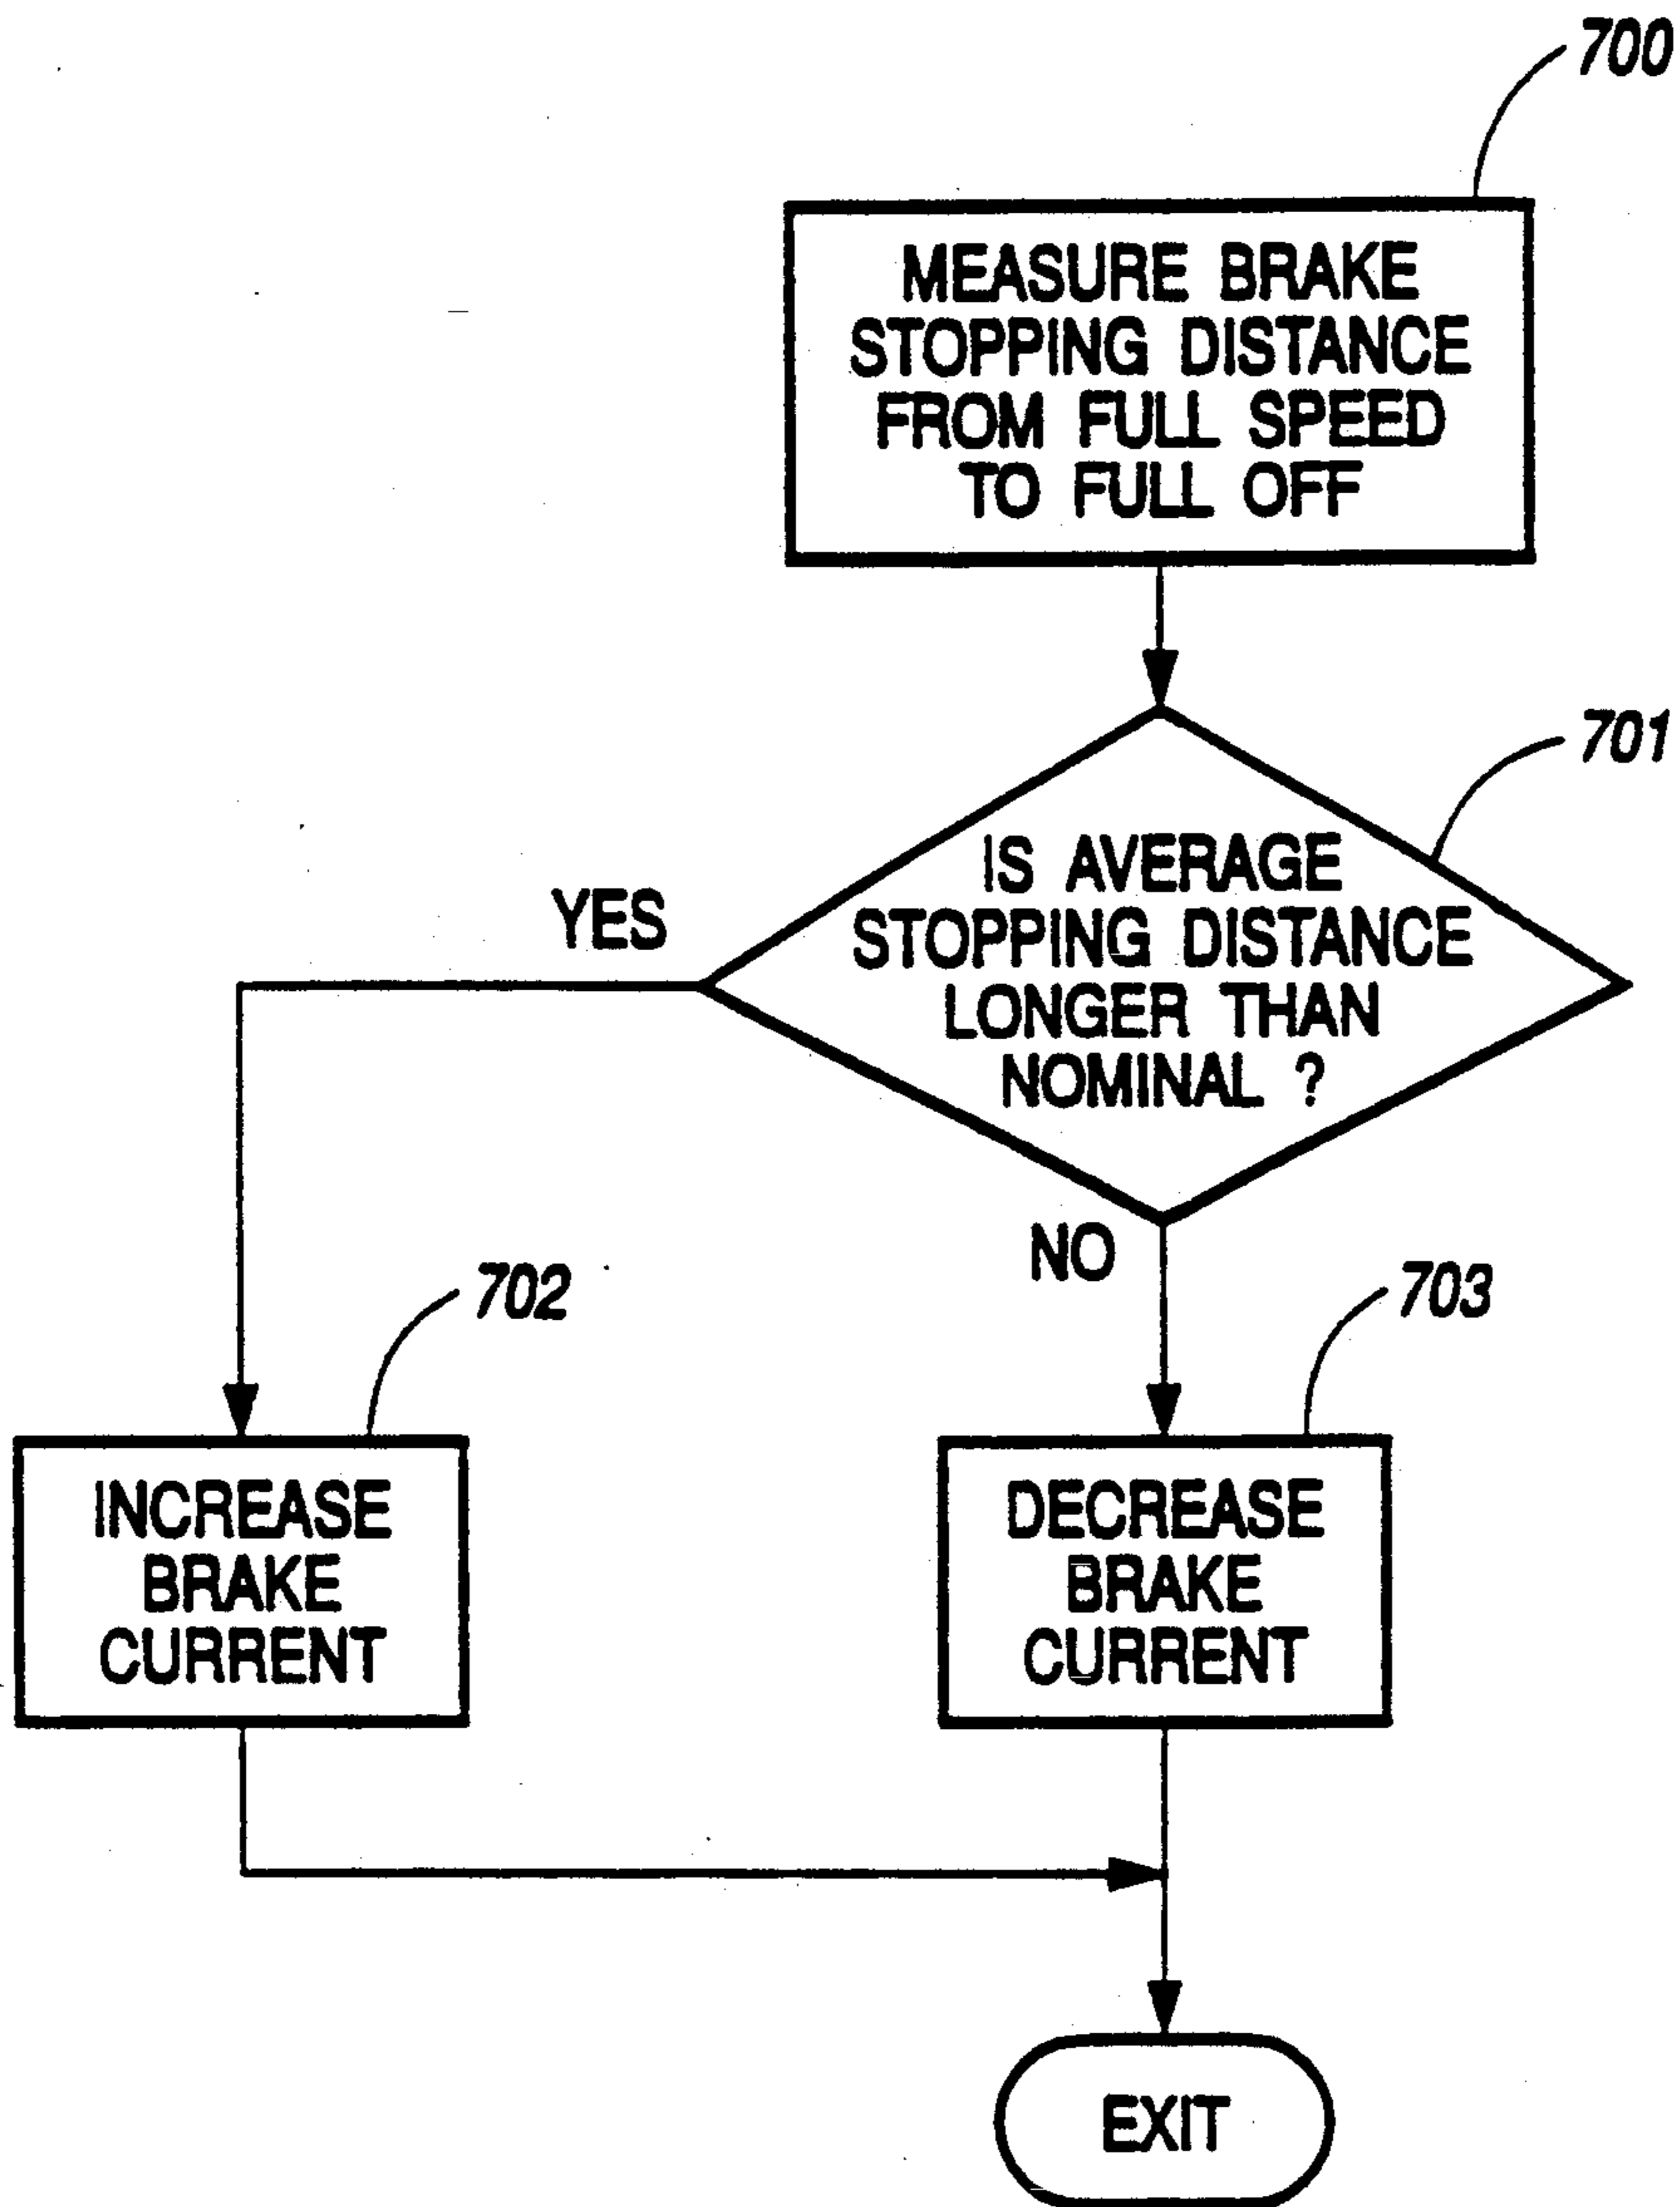 700
MEASURE BRAKE
STOPPING DISTANCE
FROM FULL SPEED
TO FULL OFF
701
IS AVERAGE
STOPPING DISTANCE
LONGER THAN
NOMINAL ?
YES
NO
702
703
INCREASE
BRAKE
CURRENT
DECREASE
BRAKE
CURRENT
EXIT